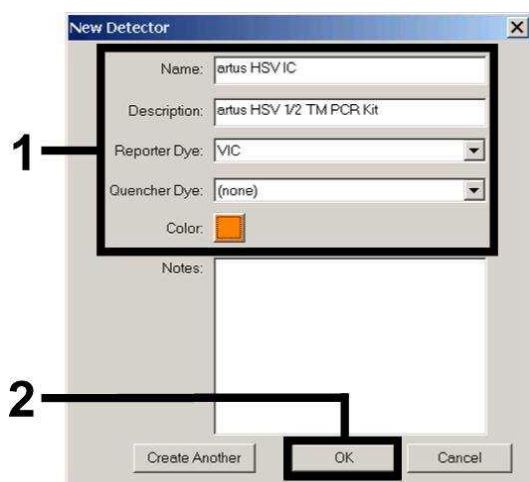 New Detector
Name: artus HSV IC
Description: artus HSV 1/2 TM PCR Kit
1
Reporter Dye: VIC
Quencher Dye: (none)
Color:
Notes:
2
Create Another OK Cancel